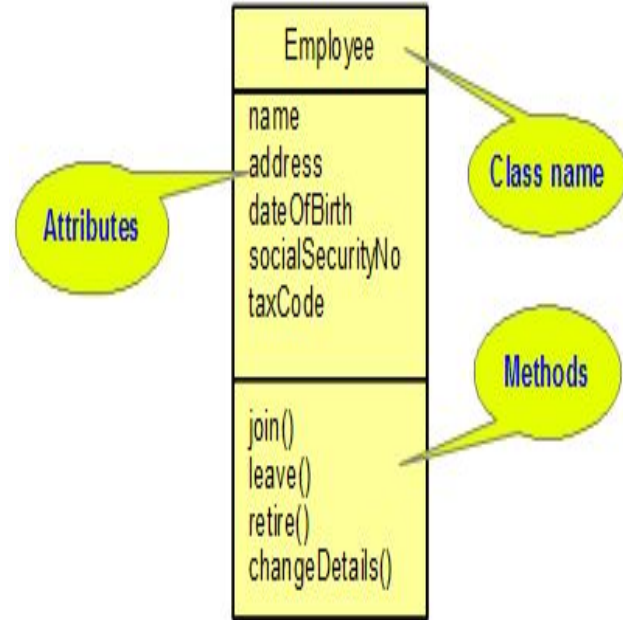 Employee
name
address
dateOfBirth
socialSecurityNo
taxCode
join()
leave()
retire()
changeDetails()
Attributes
Class name
Methods